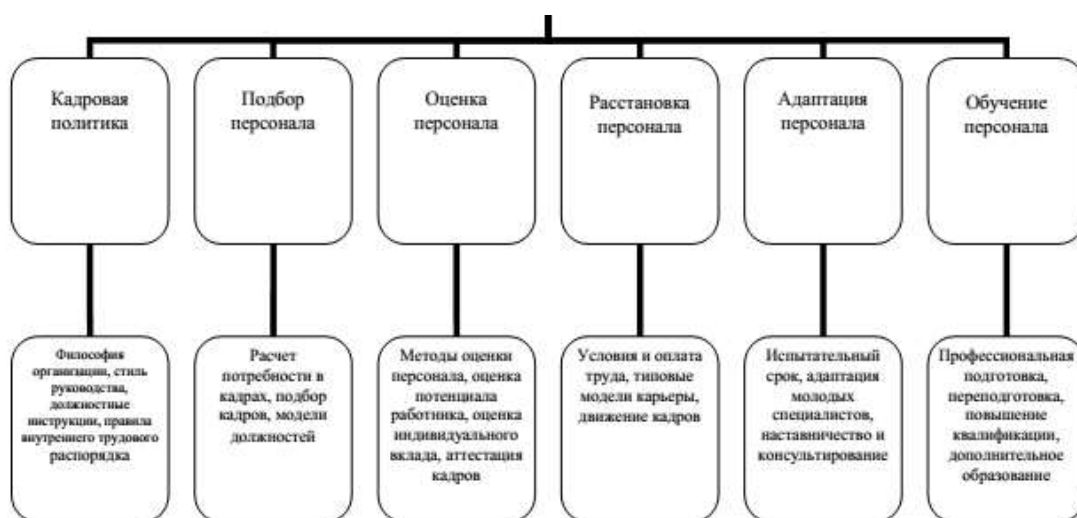 Кадровая
политика
Подбор
персонала
Оценка
персонала
Расстановка
персонала
Адаптация
персонала
Обучение
персонала
Философия
организации, стиль
руководства,
должностные
инструкции, правила
внутреннего трудового
распорядка
Расчет
потребности в
кадрах, подбор
кадров, модели
должностей
Методы оценки
персонала, оценка
потенциала
работника, оценка
индивидуального
вклада, аттестация
кадров
Условия и оплата
труда, типовые
модели карьеры,
движение кадров
Испытательный
срок, адаптация
молодых
специалистов,
наставничество и
консультирование
Профессиональная
подготовка,
переподготовка,
повышение
квалификации,
дополнительное
образование